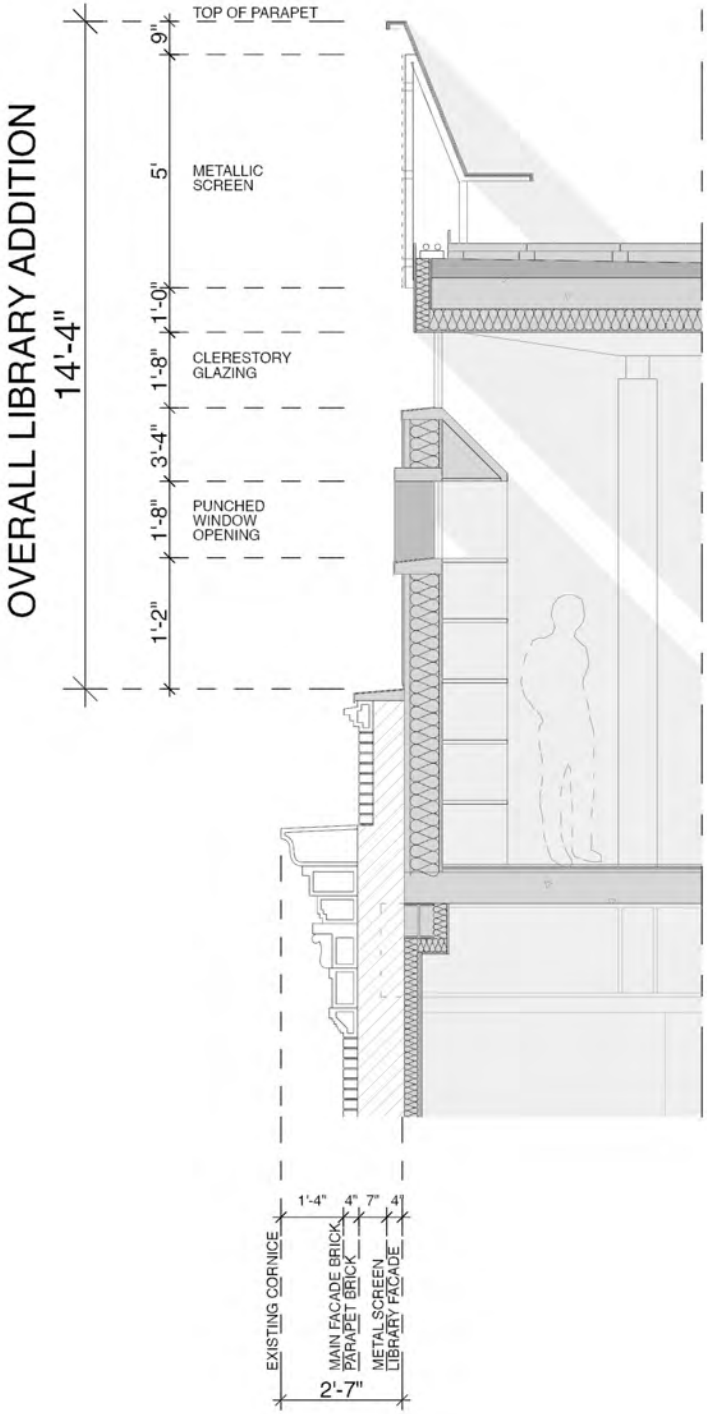 OVERALL LIBRARY ADDITION
14'-4"
TOP OF PARAPET
9"
5'
METALLIC
SCREEN
1'-0"
1'-8"
CLERESTORY
GLAZING
3'-4"
1'-8"
PUNCHED
WINDOW
OPENING
1'-2"
1'-4"
4"
7"
4"
EXISTING CORNICE
MAIN FACADE BRICK
PARAPET BRICK
METAL SCREEN
LIBRARY FACADE
2'-7"